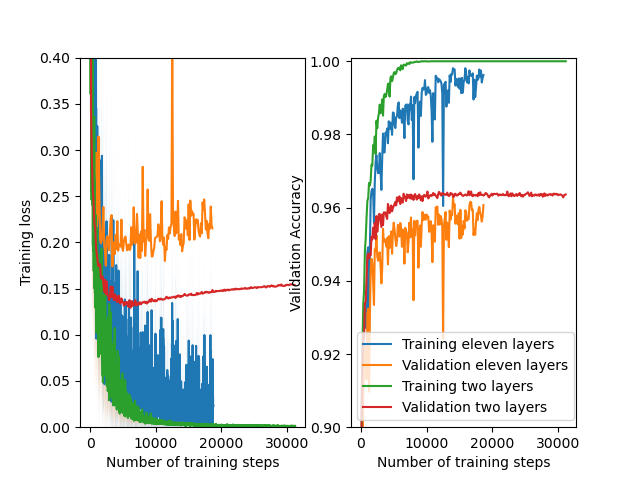 0.40
0.35
0.30
0.25
0.20
0.15
0.10
0.05
0.00
Training loss
0
10000
20000
30000
Number of training steps
1.00
0.98
0.96
0.94
0.92
0.90
Validation Accuracy
0
10000
20000
30000
Number of training steps
Training eleven layers
Validation eleven layers
Training two layers
Validation two layers